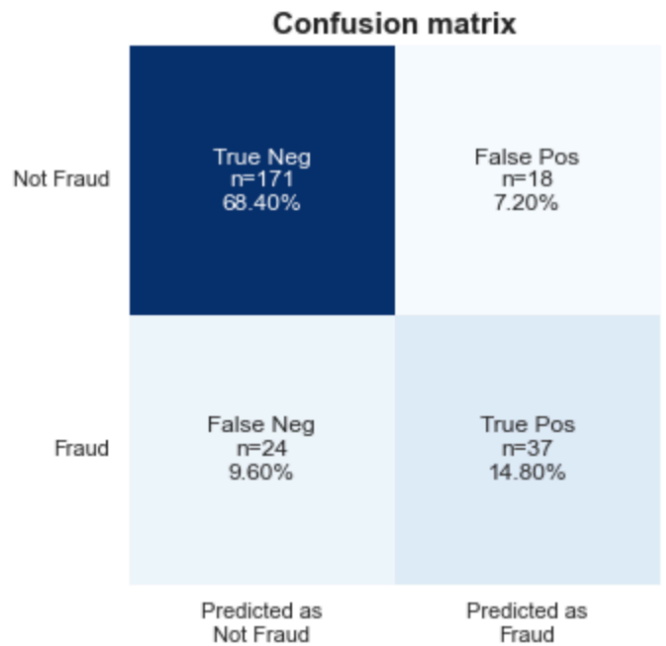 Confusion matrix
Not Fraud
True Neg
n=171
68.40%
False Pos
n=18
7.20%
Fraud
False Neg
n=24
9.60%
True Pos
n=37
14.80%
Predicted as
Not Fraud
Predicted as
Fraud